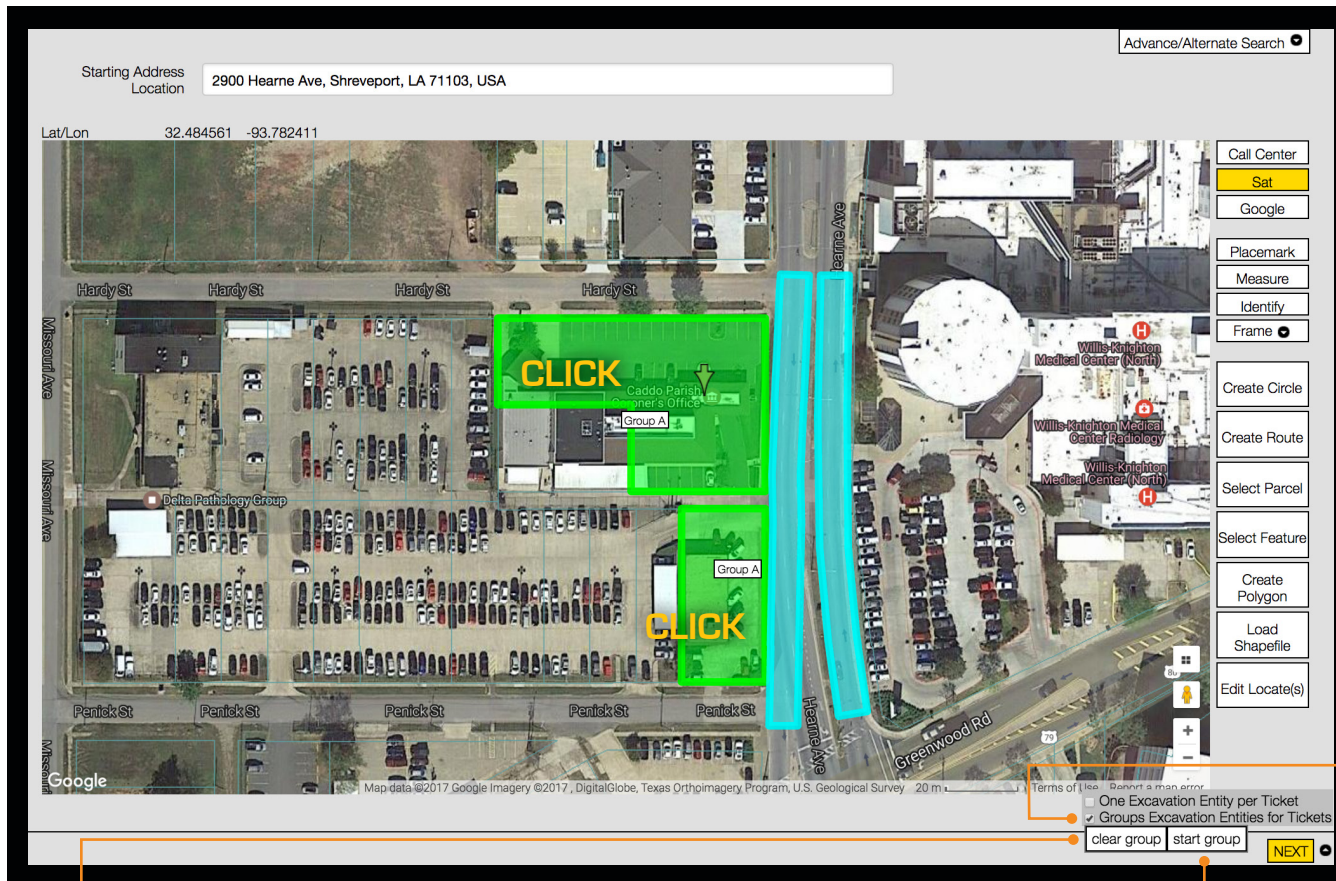 Advance/Alternate Search
Starting Address
Location
2900 Hearne Ave, Shreveport, LA 71103, USA
Lat/Lon 32.484561 -93.782411
Call Center
Sat
Google
Placemark
Measure
Identify
Frame
Create Circle
Create Route
Select Parcel
Select Feature
Create
Polygon
Load
Shapefile
Edit Locate(s)
Hearne Ave
Hardy St
Hardy St
Hardy St
Hardy St
Missouri Ave
CLICK
Caddo Parish
Coroner's Office
Group A
Willis-Knighton
Medical Center (North)
Willis-Knighton Medical
Center Radiology
Willis-Knighton
Medical Center (North)
H
H
Missouri Ave
Delta Pathology Group
Group A
CLICK
Penick St
Penick St
Penick St
Penick St
Penick St
Hearne Ave
Greenwood Rd
79
80
+
−
Missouri
Google
Map data ©2017 Google Imagery ©2017 , DigitalGlobe, Texas Orthoimagery Program, U.S. Geological Survey 20 m Terms of Use Report a map error
One Excavation Entity per Ticket
Groups Excavation Entities for Tickets
clear group
start group
NEXT